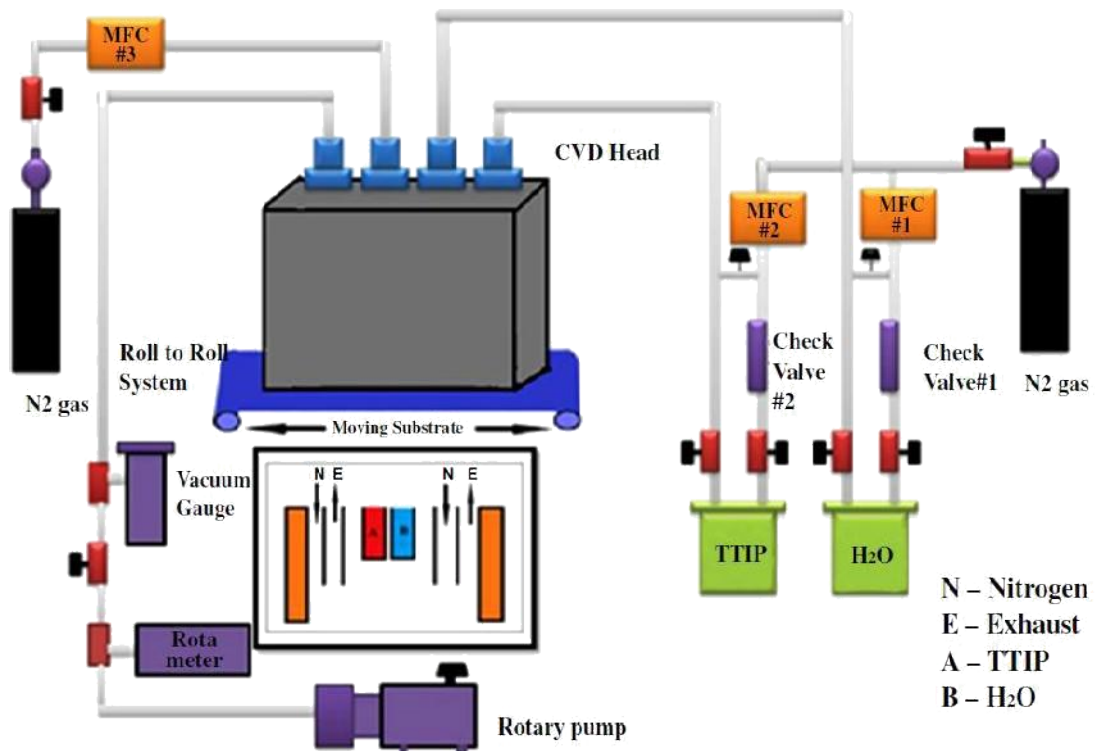 MFC
#3
CVD Head
MFC
#2
MFC
#1
Roll to Roll
System
N2 gas
Moving Substrate
Check
Valve
#2
Check
Valve#1
N2 gas
Vacuum
Gauge
N E
N E
A B
TTIP
H₂O
Rota
meter
Rotary pump
N – Nitrogen
E – Exhaust
A – TTIP
B – H₂O